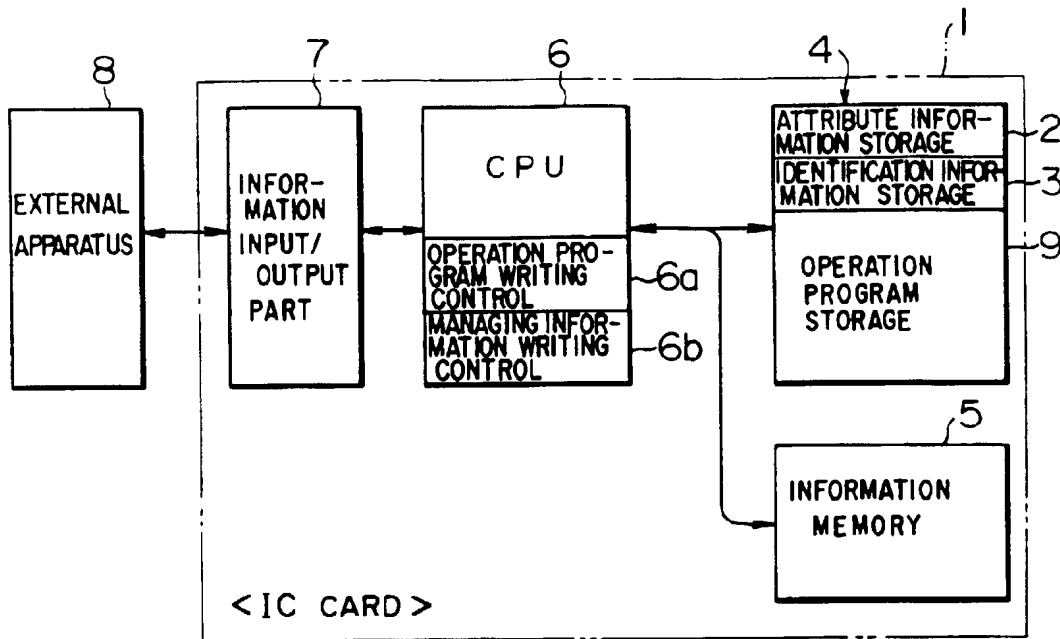 1
8
7
6
4
EXTERNAL
APPARATUS
INFOR-
MATION
INPUT/
OUTPUT
PART
CPU
OPERATION PRO-
GRAM WRITING
CONTROL
6a
MANAGING INFOR-
MATION WRITING
CONTROL
6b
ATTRIBUTE INFOR-
MATION STORAGE
2
IDENTIFICATION INFOR-
MATION STORAGE
3
OPERATION
PROGRAM
STORAGE
9
5
INFORMATION
MEMORY
<IC CARD>